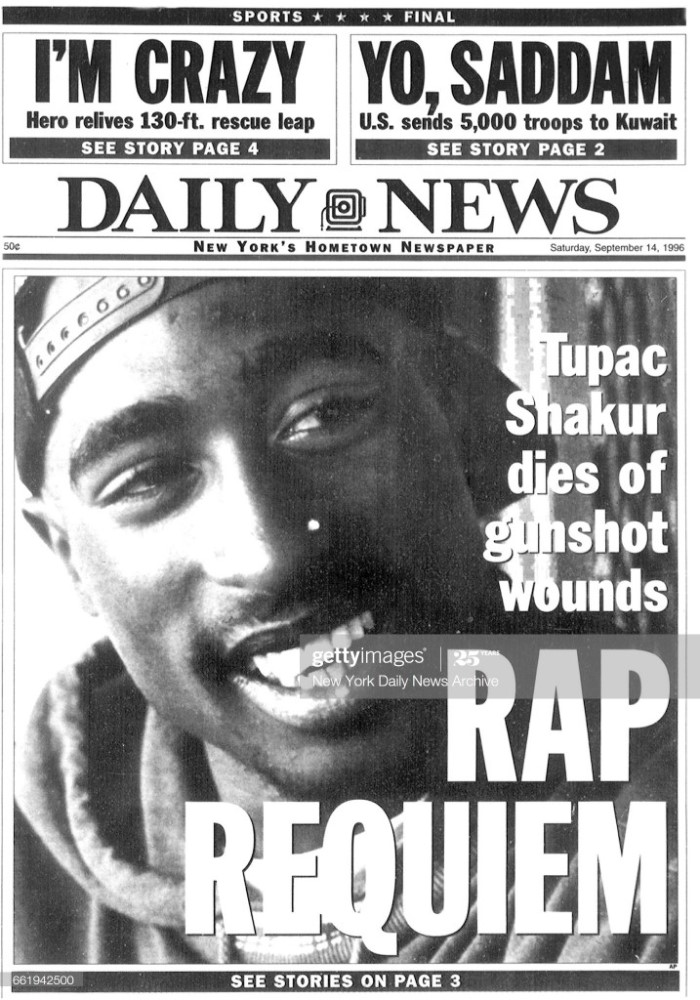 SPORTS ★ ★ ★ ★ FINAL
I'M CRAZY
Hero relives 130-ft. rescue leap
SEE STORY PAGE 4
YO, SADDAM
U.S. sends 5,000 troops to Kuwait
SEE STORY PAGE 2
DAILY NEWS
50¢
NEW YORK'S HOMETOWN NEWSPAPER
Saturday, September 14, 1996
Tupac
Shakur
dies of
gunshot
wounds
gettyimages® | 25 YEARS
New York Daily News Archive
RAP
REQUIEM
AP
661942500
SEE STORIES ON PAGE 3